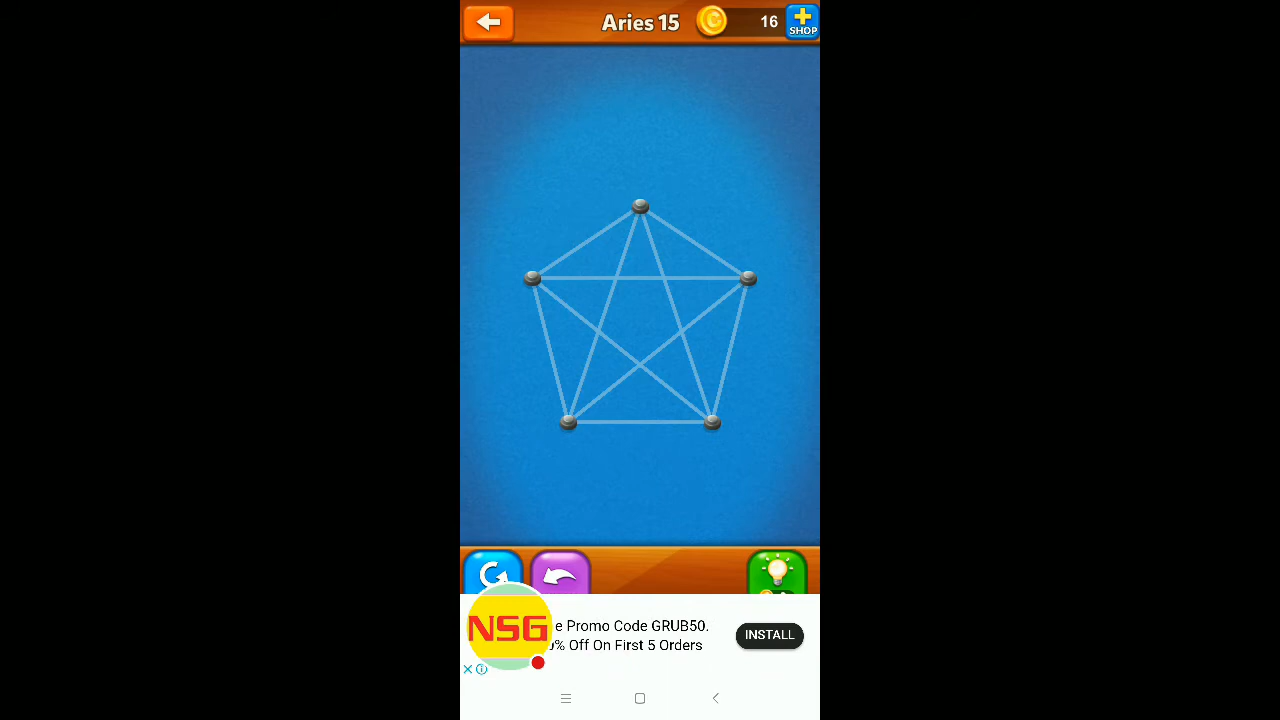 Aries 15
16
SHOP
NSG
e Promo Code GRUB50.
% Off On First 5 Orders
INSTALL